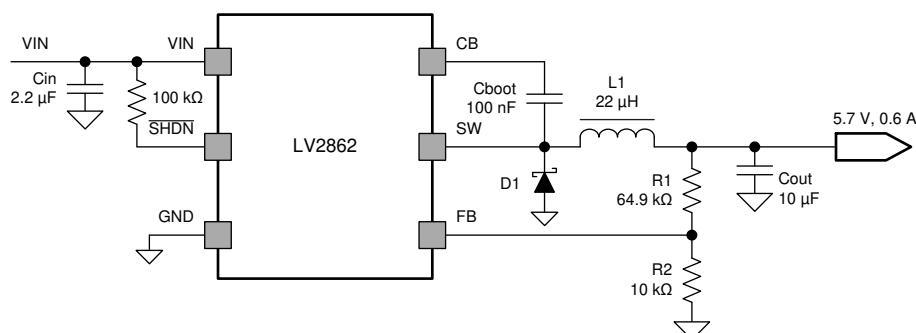 VIN
VIN
CB
Cin
2.2 µF
100 kΩ
SHDN
LV2862
Cboot
100 nF
L1
22 µH
SW
5.7 V, 0.6 A
D1
R1
64.9 kΩ
Cout
10 µF
GND
FB
R2
10 kΩ